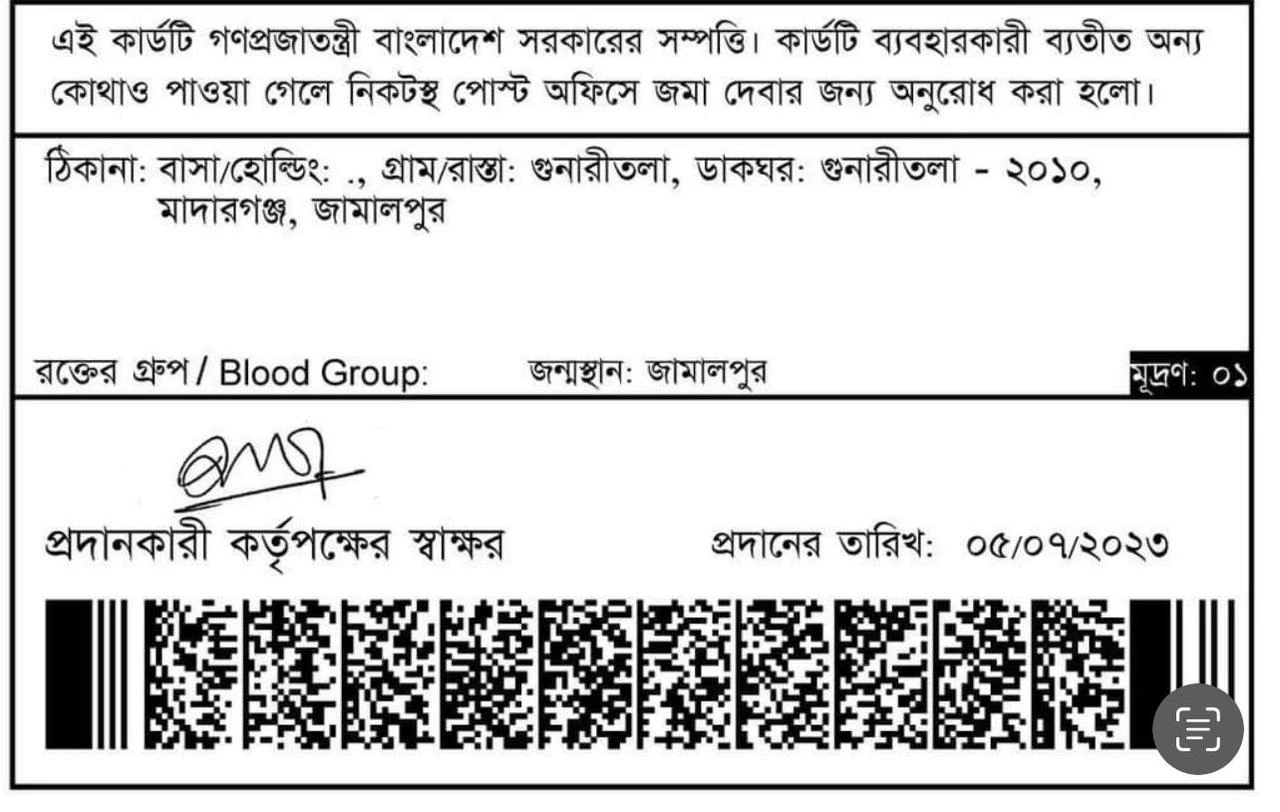 এই কার্ডটি গণপ্রজাতন্ত্রী বাংলাদেশ সরকারের সম্পত্তি। কার্ডটি ব্যবহারকারী ব্যতীত অন্য
কোথাও পাওয়া গেলে নিকটস্থ পোস্ট অফিসে জমা দেবার জন্য অনুরোধ করা হলো।
ঠিকানা: বাসা/হোল্ডিং: ., গ্রাম/রাস্তা: গুনারীতলা, ডাকঘর: গুনারীতলা - ২০১০,
মাদারগঞ্জ, জামালপুর
রক্তের গ্রুপ / Blood Group: জন্মস্থান: জামালপুর মূদ্রণ: ০১
প্রদানকারী কর্তৃপক্ষের স্বাক্ষর প্রদানের তারিখ: ০৫/০৭/২০২৩